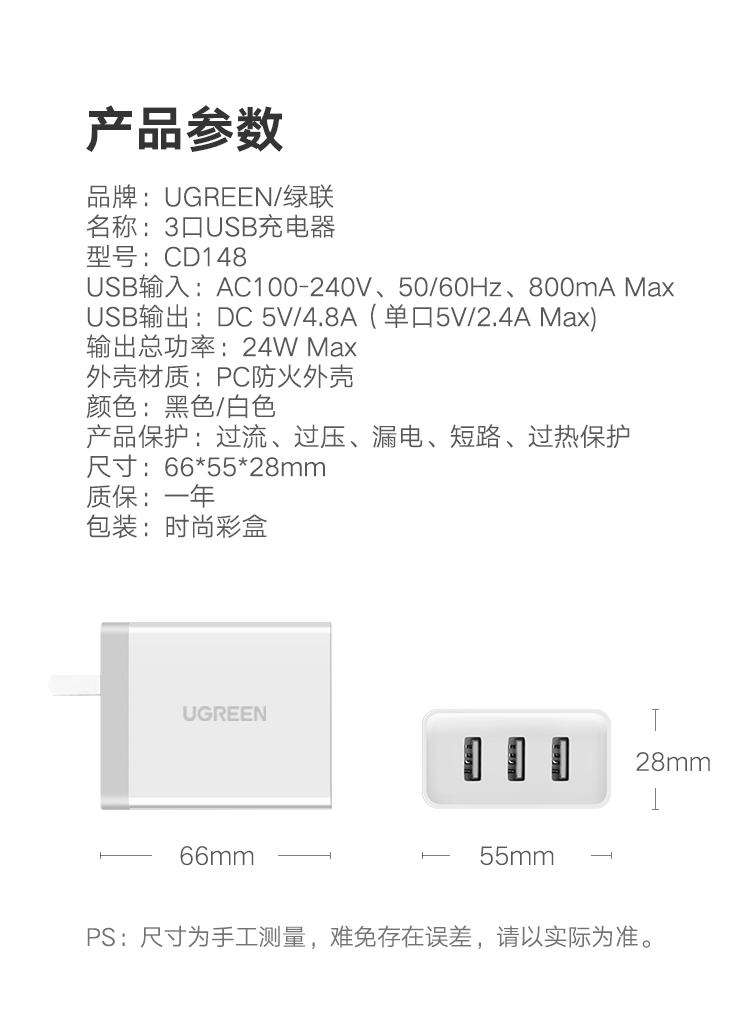 产品参数
品牌：UGREEN/绿联
名称：3口USB充电器
型号：CD148
USB输入：AC100-240V、50/60Hz、800mA Max
USB输出：DC 5V/4.8A（单口5V/2.4A Max)
输出总功率：24W Max
外壳材质：PC防火外壳
颜色：黑色/白色
产品保护：过流、过压、漏电、短路、过热保护
尺寸：66*55*28mm
质保：一年
包装：时尚彩盒
UGREEN
28mm
66mm
55mm
PS：尺寸为手工测量，难免存在误差，请以实际为准。